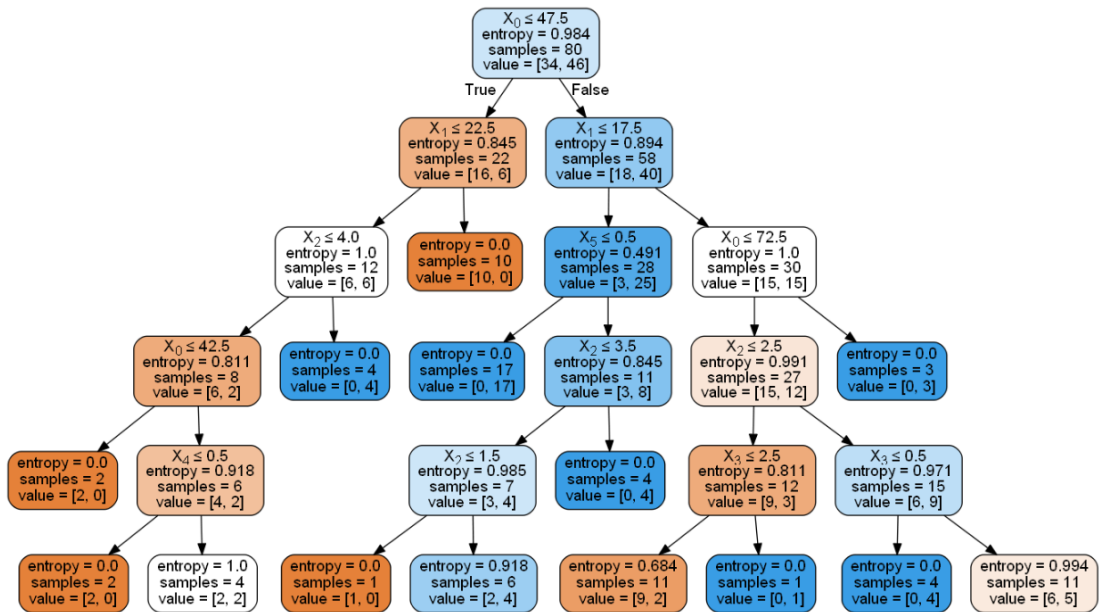 X0 ≤ 47.5
entropy = 0.984
samples = 80
value = [34, 46]
True
False
X1 ≤ 22.5
entropy = 0.845
samples = 22
value = [16, 6]
X1 ≤ 17.5
entropy = 0.894
samples = 58
value = [18, 40]
X2 ≤ 4.0
entropy = 1.0
samples = 12
value = [6, 6]
entropy = 0.0
samples = 10
value = [10, 0]
X5 ≤ 0.5
entropy = 0.491
samples = 28
value = [3, 25]
X0 ≤ 72.5
entropy = 1.0
samples = 30
value = [15, 15]
X0 ≤ 42.5
entropy = 0.811
samples = 8
value = [6, 2]
entropy = 0.0
samples = 4
value = [0, 4]
entropy = 0.0
samples = 17
value = [0, 17]
X2 ≤ 3.5
entropy = 0.845
samples = 11
value = [3, 8]
X2 ≤ 2.5
entropy = 0.991
samples = 27
value = [15, 12]
entropy = 0.0
samples = 3
value = [0, 3]
entropy = 0.0
samples = 2
value = [2, 0]
X4 ≤ 0.5
entropy = 0.918
samples = 6
value = [4, 2]
X2 ≤ 1.5
entropy = 0.985
samples = 7
value = [3, 4]
entropy = 0.0
samples = 4
value = [0, 4]
X3 ≤ 2.5
entropy = 0.811
samples = 12
value = [9, 3]
X3 ≤ 0.5
entropy = 0.971
samples = 15
value = [6, 9]
entropy = 0.0
samples = 2
value = [2, 0]
entropy = 1.0
samples = 4
value = [2, 2]
entropy = 0.0
samples = 1
value = [1, 0]
entropy = 0.918
samples = 6
value = [2, 4]
entropy = 0.684
samples = 11
value = [9, 2]
entropy = 0.0
samples = 1
value = [0, 1]
entropy = 0.0
samples = 4
value = [0, 4]
entropy = 0.994
samples = 11
value = [6, 5]